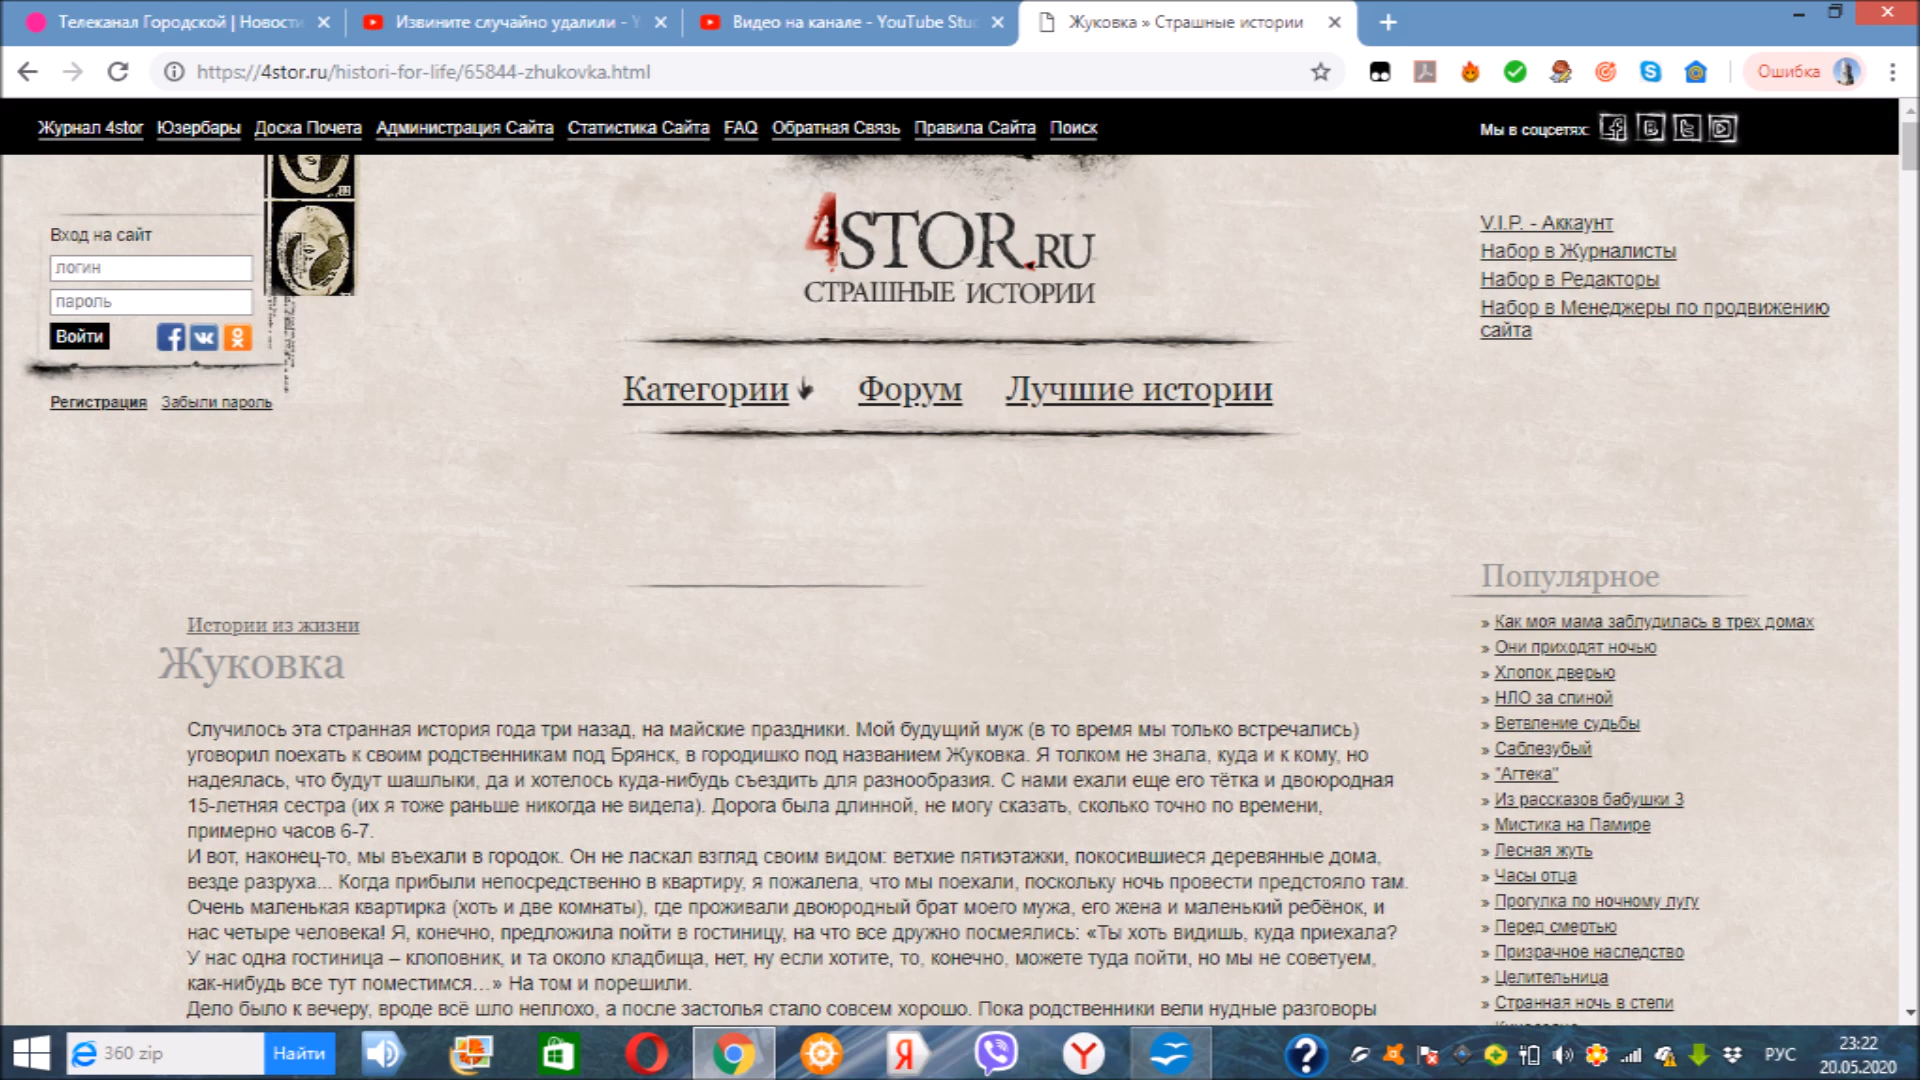 Телеканал Городской | Новости
Извините случайно удалили - Y
Видео на канале - YouTube Stud
Жуковка » Страшные истории
https://4stor.ru/histori-for-life/65844-zhukovka.html
Ошибка
Журнал 4stor Юзербары Доска Почета Администрация Сайта Статистика Сайта FAQ Обратная Связь Правила Сайта Поиск
Мы в соцсетях:
Вход на сайт
логин
пароль
Войти
Регистрация Забыли пароль
4STOR.RU
СТРАШНЫЕ ИСТОРИИ
Категории Форум Лучшие истории
V.I.P. - Аккаунт
Набор в Журналисты
Набор в Редакторы
Набор в Менеджеры по продвижению
сайта
Истории из жизни
Жуковка
Случилось эта странная история года три назад, на майские праздники. Мой будущий муж (в то время мы только встречались)
уговорил поехать к своим родственникам под Брянск, в городишко под названием Жуковка. Я толком не знала, куда и к кому, но
надеялась, что будут шашлыки, да и хотелось куда-нибудь съездить для разнообразия. С нами ехали еще его тётка и двоюродная
15-летняя сестра (их я тоже раньше никогда не видела). Дорога была длинной, не могу сказать, сколько точно по времени,
примерно часов 6-7.
И вот, наконец-то, мы въехали в городок. Он не ласкал взгляд своим видом: ветхие пятиэтажки, покосившиеся деревянные дома,
везде разруха... Когда прибыли непосредственно в квартиру, я пожалела, что мы поехали, поскольку ночь провести предстояло там.
Очень маленькая квартирка (хоть и две комнаты), где проживали двоюродный брат моего мужа, его жена и маленький ребёнок, и
нас четыре человека! Я, конечно, предложила пойти в гостиницу, на что все дружно посмеялись: «Ты хоть видишь, куда приехала?
У нас одна гостиница – клоповник, и та около кладбища, нет, ну если хотите, то, конечно, можете туда пойти, но мы не советуем,
как-нибудь все тут поместимся…» На том и порешили.
Дело было к вечеру, вроде всё шло неплохо, а после застолья стало совсем хорошо. Пока родственники вели нудные разговоры
Популярное
» Как моя мама заблудилась в трех домах
» Они приходят ночью
» Хлопок дверью
» НЛО за спиной
» Ветвление судьбы
» Саблезубый
» "Аггека"
» Из рассказов бабушки 3
» Мистика на Памире
» Лесная жуть
» Часы отца
» Прогулка по ночному лугу
» Перед смертью
» Призрачное наследство
» Целительница
» Странная ночь в степи
360 zip
Найти
РУС
23:22
20.05.2020